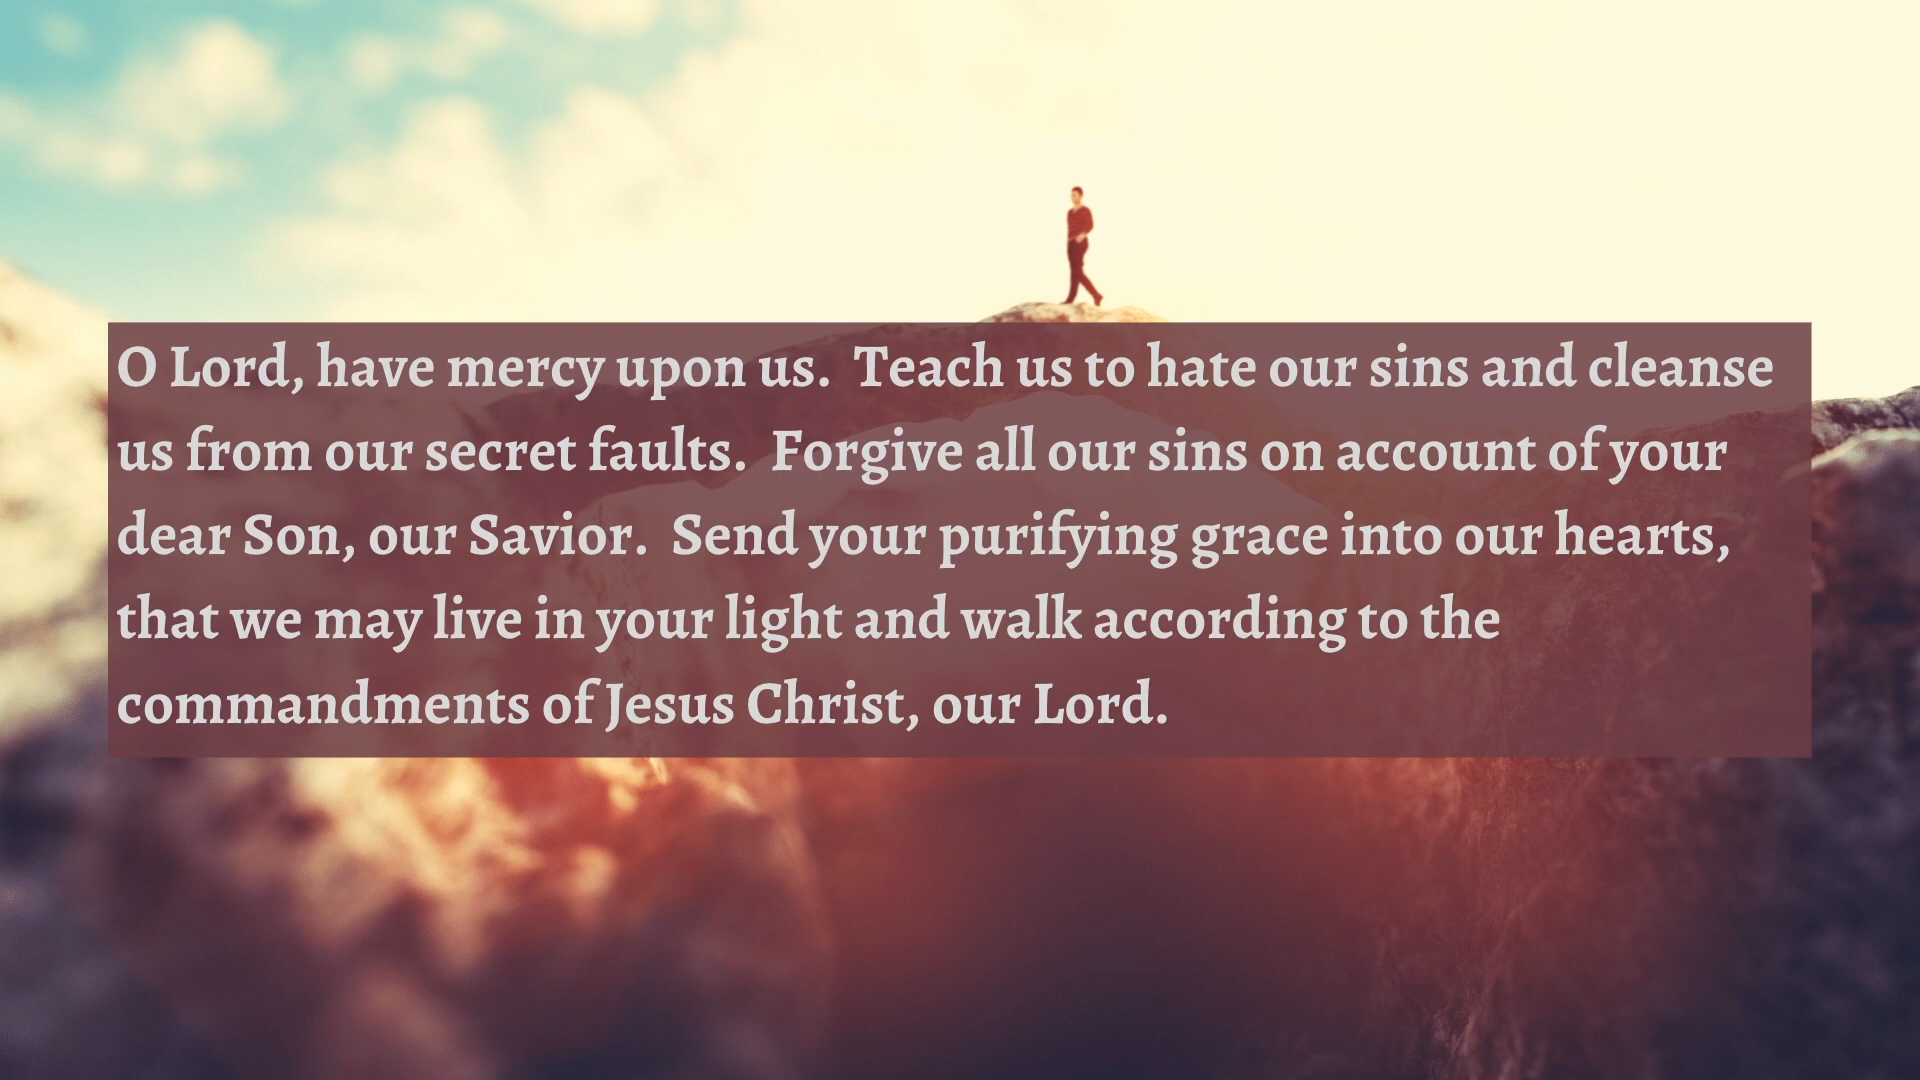 O Lord, have mercy upon us.  Teach us to hate our sins and cleanse
us from our secret faults.  Forgive all our sins on account of your
dear Son, our Savior.  Send your purifying grace into our hearts,
that we may live in your light and walk according to the
commandments of Jesus Christ, our Lord.